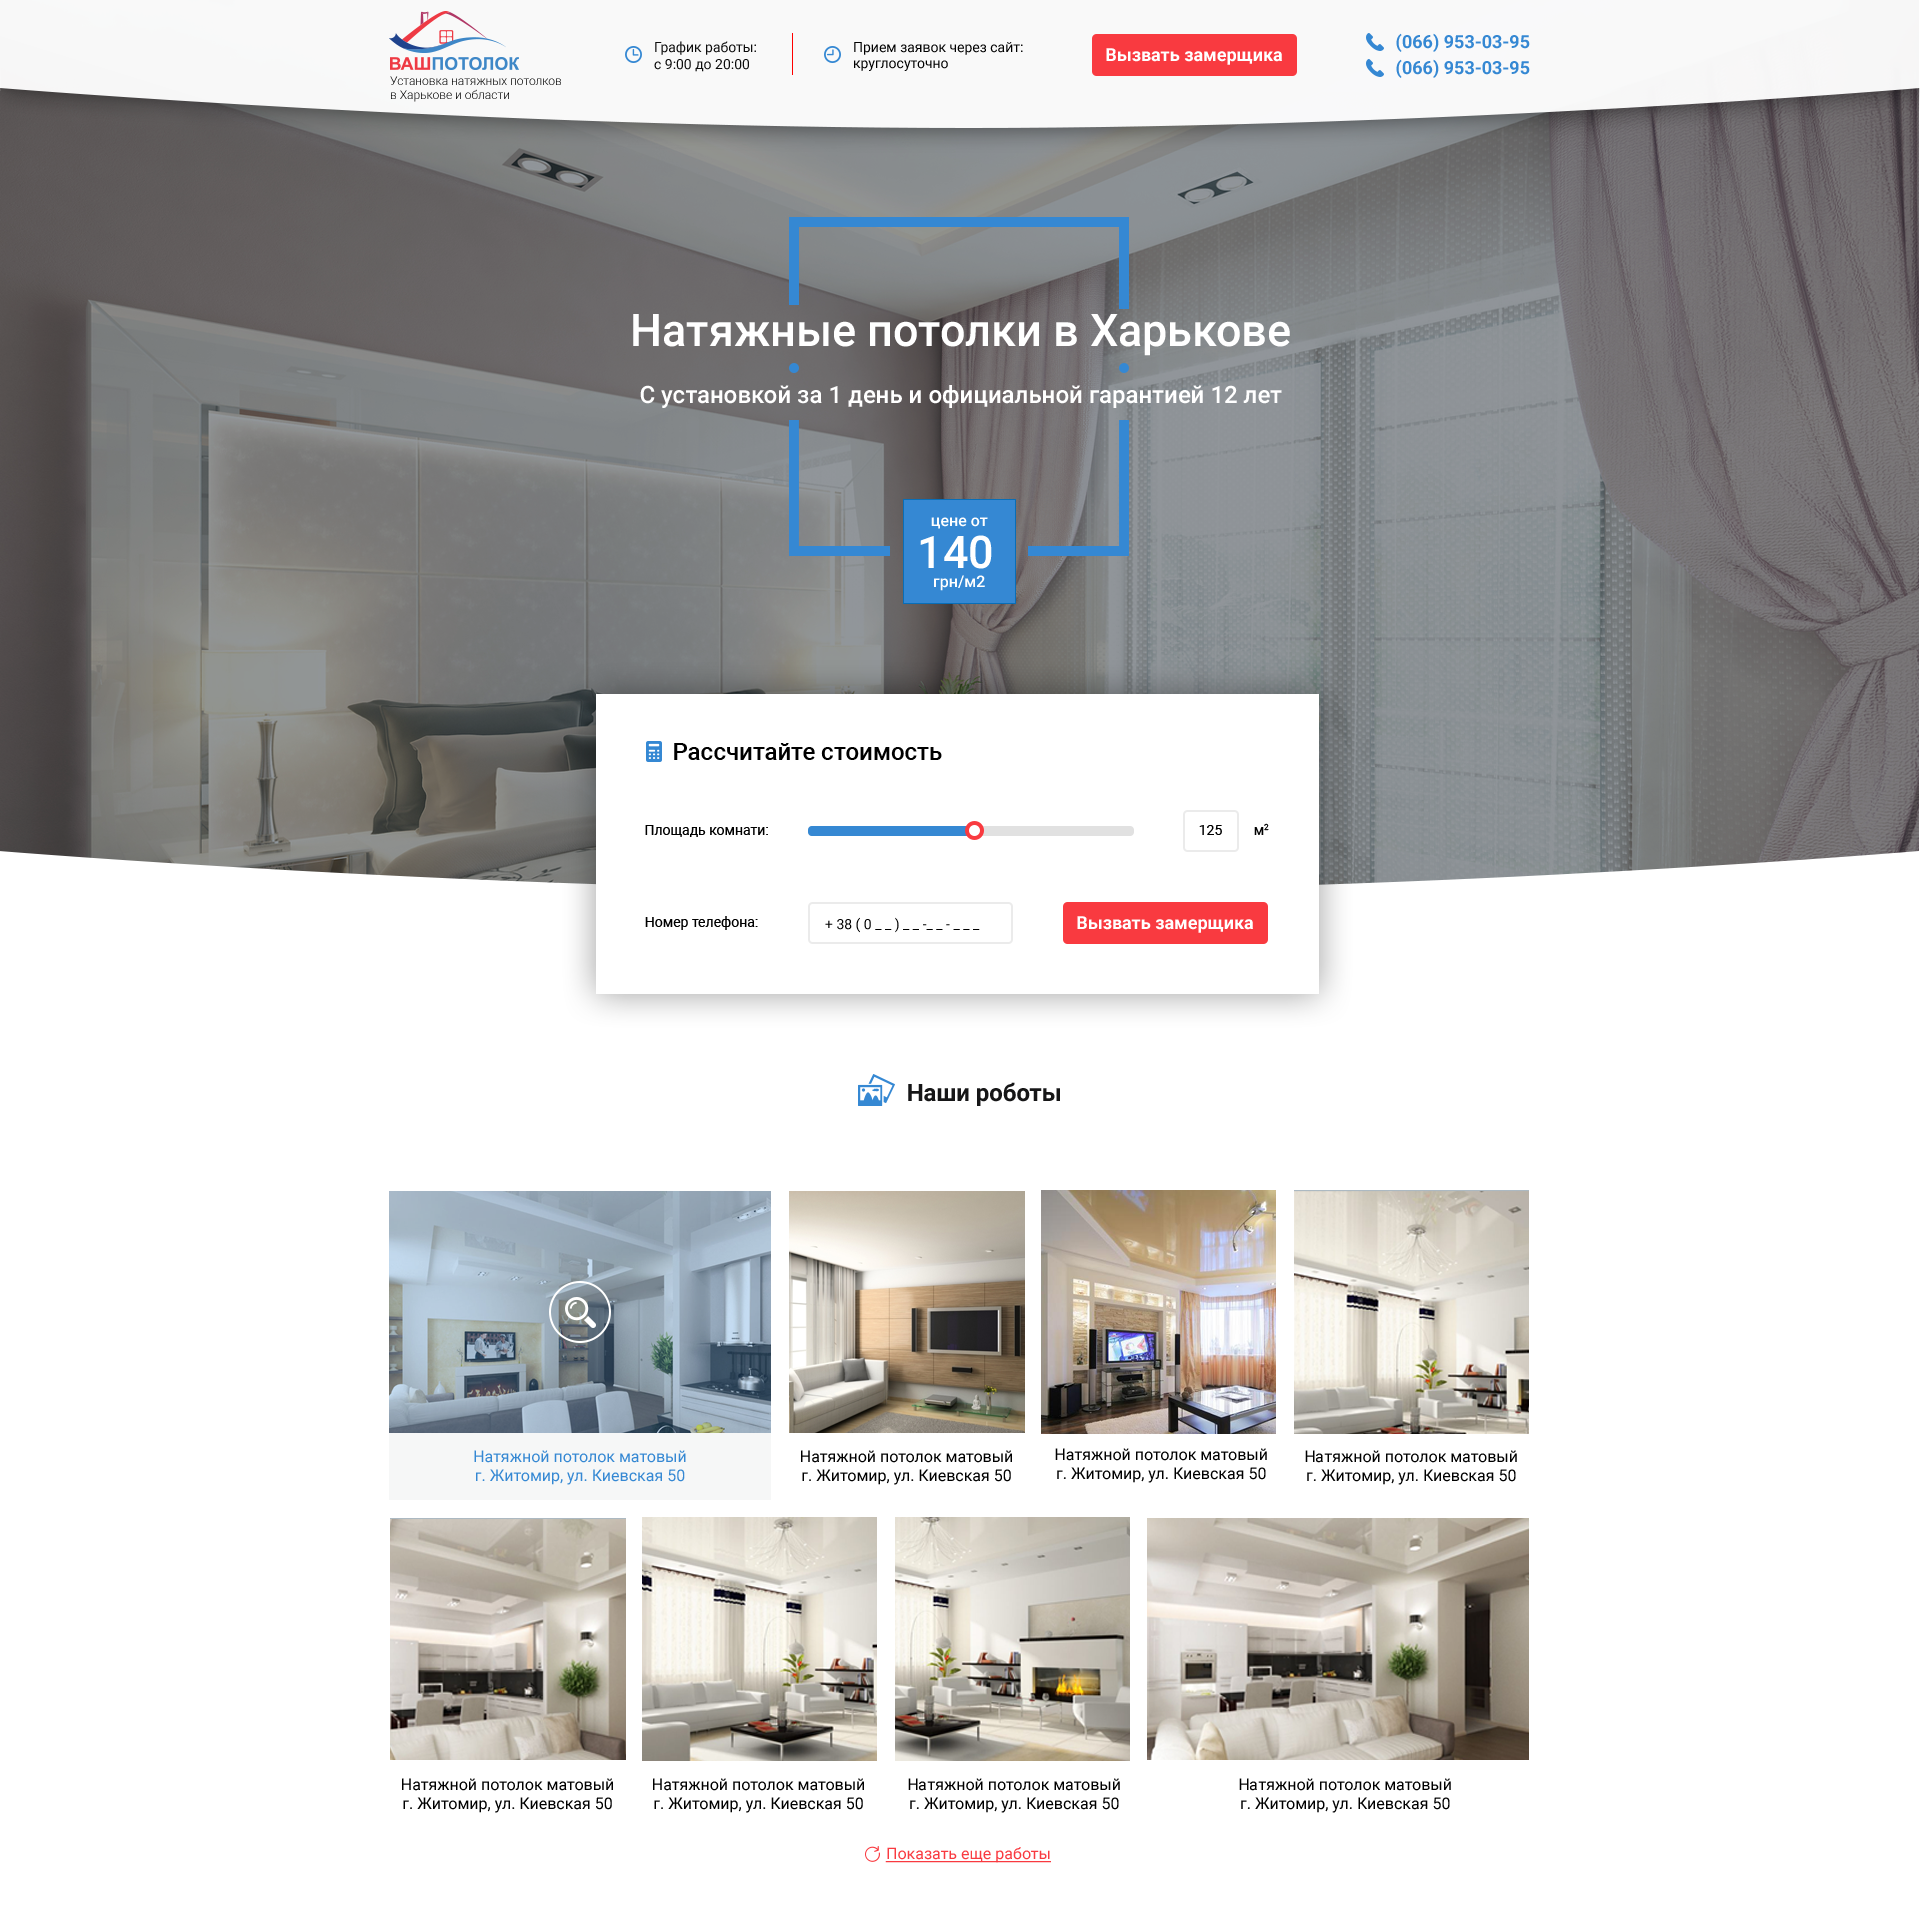 ВАШПОТОЛОК
Установка натяжных потолков
в Харькове и области
График работы:
с 9:00 до 20:00
Прием заявок через сайт:
круглосуточно
Вызвать замерщика
(066) 953-03-95
(066) 953-03-95
Натяжные потолки в Харькове
С установкой за 1 день и официальной гарантией 12 лет
цене от
140
грн/м2
Рассчитайте стоимость
Площадь комнати:
125
м²
Номер телефона:
+ 38 ( 0 _ _ ) _ _ -_ _ - _ _ _
Вызвать замерщика
Наши роботы
Натяжной потолок матовый
г. Житомир, ул. Киевская 50
Натяжной потолок матовый
г. Житомир, ул. Киевская 50
Натяжной потолок матовый
г. Житомир, ул. Киевская 50
Натяжной потолок матовый
г. Житомир, ул. Киевская 50
Натяжной потолок матовый
г. Житомир, ул. Киевская 50
Натяжной потолок матовый
г. Житомир, ул. Киевская 50
Натяжной потолок матовый
г. Житомир, ул. Киевская 50
Натяжной потолок матовый
г. Житомир, ул. Киевская 50
Показать еще работы